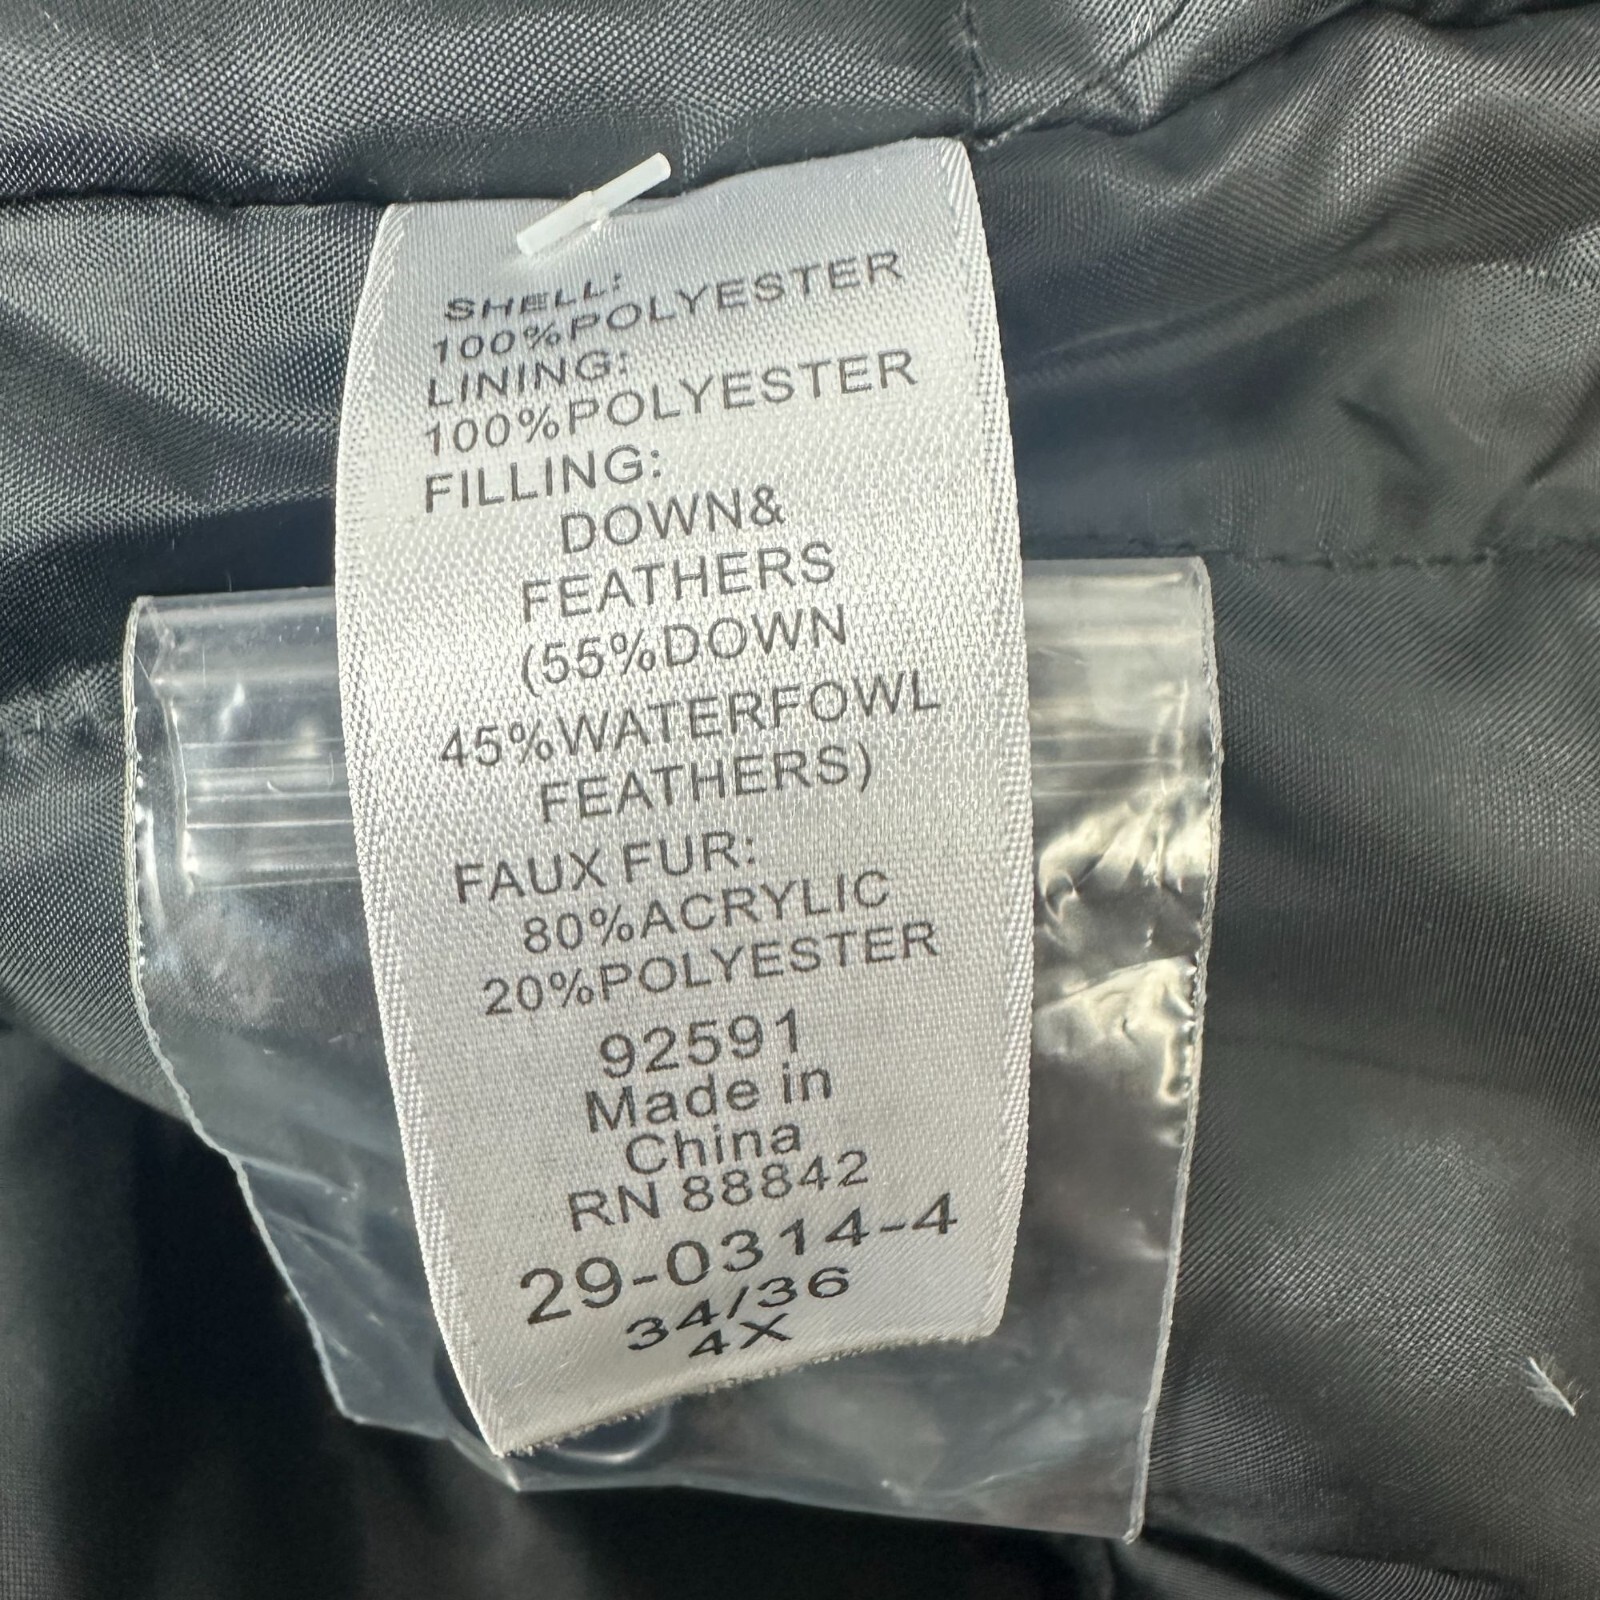 SHELL:
100%POLYESTER
LINING:
100%POLYESTER
FILLING:
DOWN&
FEATHERS
(55%DOWN
45%WATERFOWL
FEATHERS)
FAUX FUR:
80%ACRYLIC
20%POLYESTER
92591
Made in
China
RN 88842
29-0314-4
34/36
4X